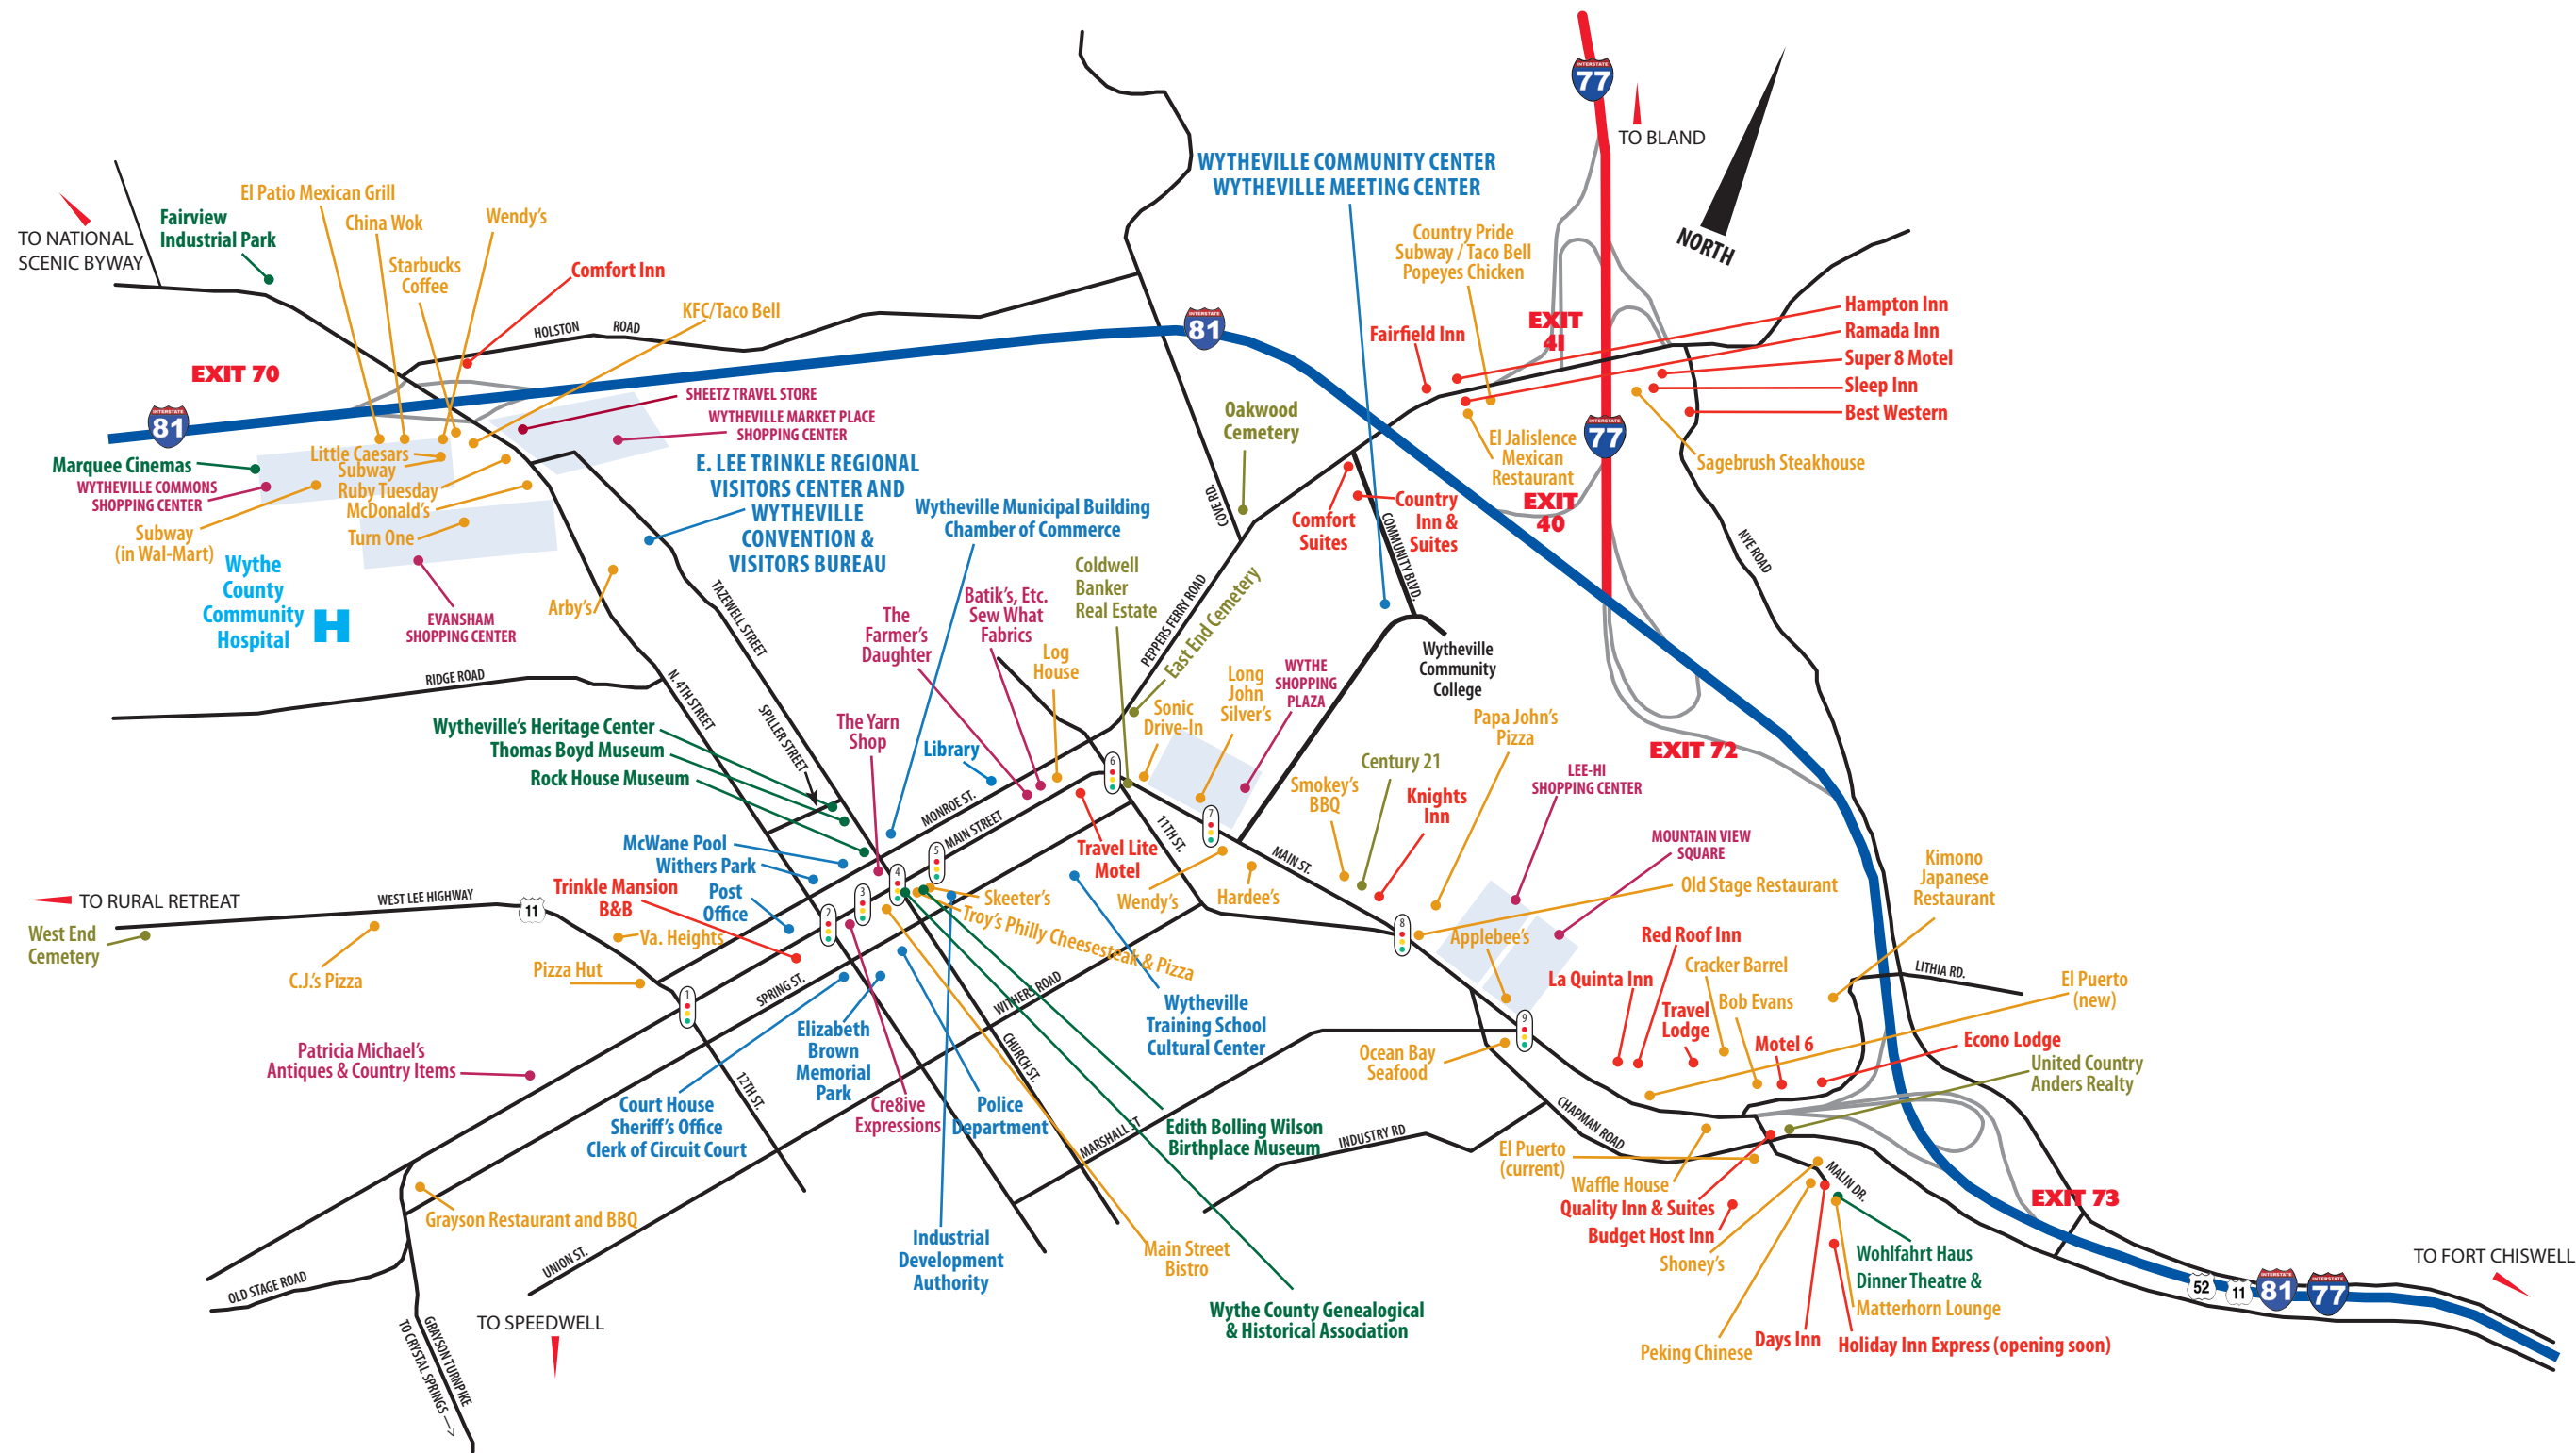 INTERSTATE
77
TO BLAND
NORTH
WYTHEVILLE COMMUNITY CENTER
WYTHEVILLE MEETING CENTER
TO NATIONAL
SCENIC BYWAY
Fairview
Industrial Park
El Patio Mexican Grill
China Wok
Wendy's
Starbucks
Coffee
Comfort Inn
KFC/Taco Bell
HOLSTON ROAD
INTERSTATE
81
Country Pride
Subway / Taco Bell
Popeyes Chicken
Fairfield Inn
EXIT
41
Hampton Inn
Ramada Inn
Super 8 Motel
Sleep Inn
Best Western
EXIT 70
INTERSTATE
81
SHEETZ TRAVEL STORE
WYTHEVILLE MARKET PLACE
SHOPPING CENTER
Oakwood
Cemetery
INTERSTATE
77
El Jalislence
Mexican
Restaurant
Sagebrush Steakhouse
Marquee Cinemas
WYTHEVILLE COMMONS
SHOPPING CENTER
Little Caesars
Subway
Ruby Tuesday
McDonald's
Turn One
Subway
(in Wal-Mart)
E. LEE TRINKLE REGIONAL
VISITORS CENTER AND
WYTHEVILLE
CONVENTION &
VISITORS BUREAU
Wytheville Municipal Building
Chamber of Commerce
COVE RD.
Comfort
Suites
Country
Inn &
Suites
COMMUNITY BLVD.
EXIT
40
NYE ROAD
Wythe
County
Community
Hospital
H
EVANSHAM
SHOPPING CENTER
Arby's
TAZEWELL STREET
The
Farmer's
Daughter
Batik's, Etc.
Sew What
Fabrics
Coldwell
Banker
Real Estate
PEPPERS FERRY ROAD
East End Cemetery
Log
House
Long
John
Silver's
WYTHE
SHOPPING
PLAZA
Wytheville
Community
College
RIDGE ROAD
N. 4TH STREET
SPILLER STREET
Wytheville's Heritage Center
Thomas Boyd Museum
Rock House Museum
The Yarn
Shop
Library
Sonic
Drive-In
Papa John's
Pizza
EXIT 72
Century 21
Smokey's
BBQ
Knights
Inn
LEE-HI
SHOPPING CENTER
MOUNTAIN VIEW
SQUARE
MONROE ST.
MAIN STREET
6
7
11TH ST.
MAIN ST.
Travel Lite
Motel
Wendy's
Hardee's
Old Stage Restaurant
Kimono
Japanese
Restaurant
McWane Pool
Withers Park
Trinkle Mansion
B&B
Post
Office
5
4
3
2
Skeeter's
Troy's Philly Cheesesteak & Pizza
TO RURAL RETREAT
WEST LEE HIGHWAY
11
West End
Cemetery
Va. Heights
Pizza Hut
C.J.'s Pizza
1
SPRING ST.
WITHERS ROAD
8
Applebee's
Red Roof Inn
La Quinta Inn
Cracker Barrel
Bob Evans
Travel
Lodge
Motel 6
LITHIA RD.
El Puerto
(new)
Econo Lodge
United Country
Anders Realty
Patricia Michael's
Antiques & Country Items
12TH ST.
Elizabeth
Brown
Memorial
Park
CHURCH ST.
Wytheville
Training School
Cultural Center
9
Ocean Bay
Seafood
Court House
Sheriff's Office
Clerk of Circuit Court
Cre8ive
Expressions
Police
Department
MARSHALL ST
Edith Bolling Wilson
Birthplace Museum
INDUSTRY RD
CHAPMAN ROAD
El Puerto
(current)
Waffle House
Quality Inn & Suites
Budget Host Inn
Shoney's
MALIN DR.
EXIT 73
Grayson Restaurant and BBQ
UNION ST.
OLD STAGE ROAD
Industrial
Development
Authority
Main Street
Bistro
Wohlfahrt Haus
Dinner Theatre &
Matterhorn Lounge
TO FORT CHISWELL
52
11
INTERSTATE
81
INTERSTATE
77
Wythe County Genealogical
& Historical Association
Peking Chinese
Days Inn
Holiday Inn Express (opening soon)
TO SPEEDWELL
GRAYSON TURNPIKE
TO CRYSTAL SPRINGS